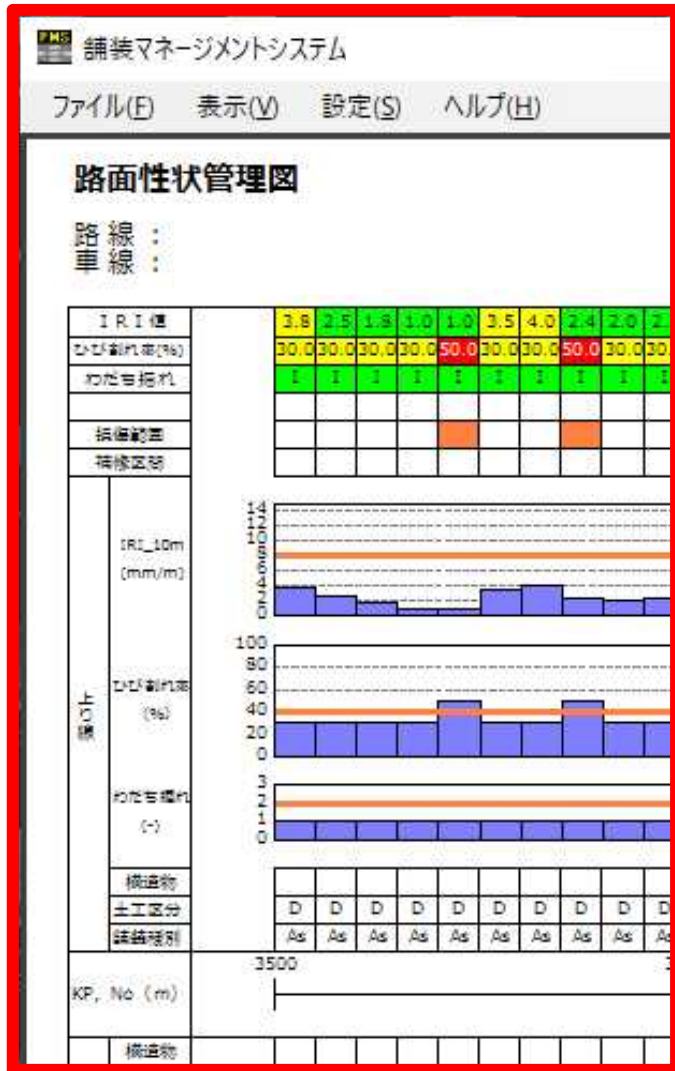 PMS 舗装マネージメントシステム
ファイル(F) 表示(V) 設定(S) ヘルプ(H)
路面性状管理図
路線：
車線：
IRI値 3.8 2.5 1.8 1.0 1.0 3.5 4.0 2.4 2.0
ひび割れ率(%) 30.0 30.0 30.0 30.0 50.0 30.0 30.0 50.0 30.0 30.
わだち掘れ I I I I I I I I I I
損傷範囲
補修区間
上り線
IRI_10m
(mm/m)
14
12
10
8
6
4
2
0
ひび割れ率
(%)
100
80
60
40
20
0
わだち掘れ
(-)
3
2
1
0
構造物
土工区分 D D D D D D D D D D
舗装種別 As As As As As As As As As
3500
KP, No (m)
構造物